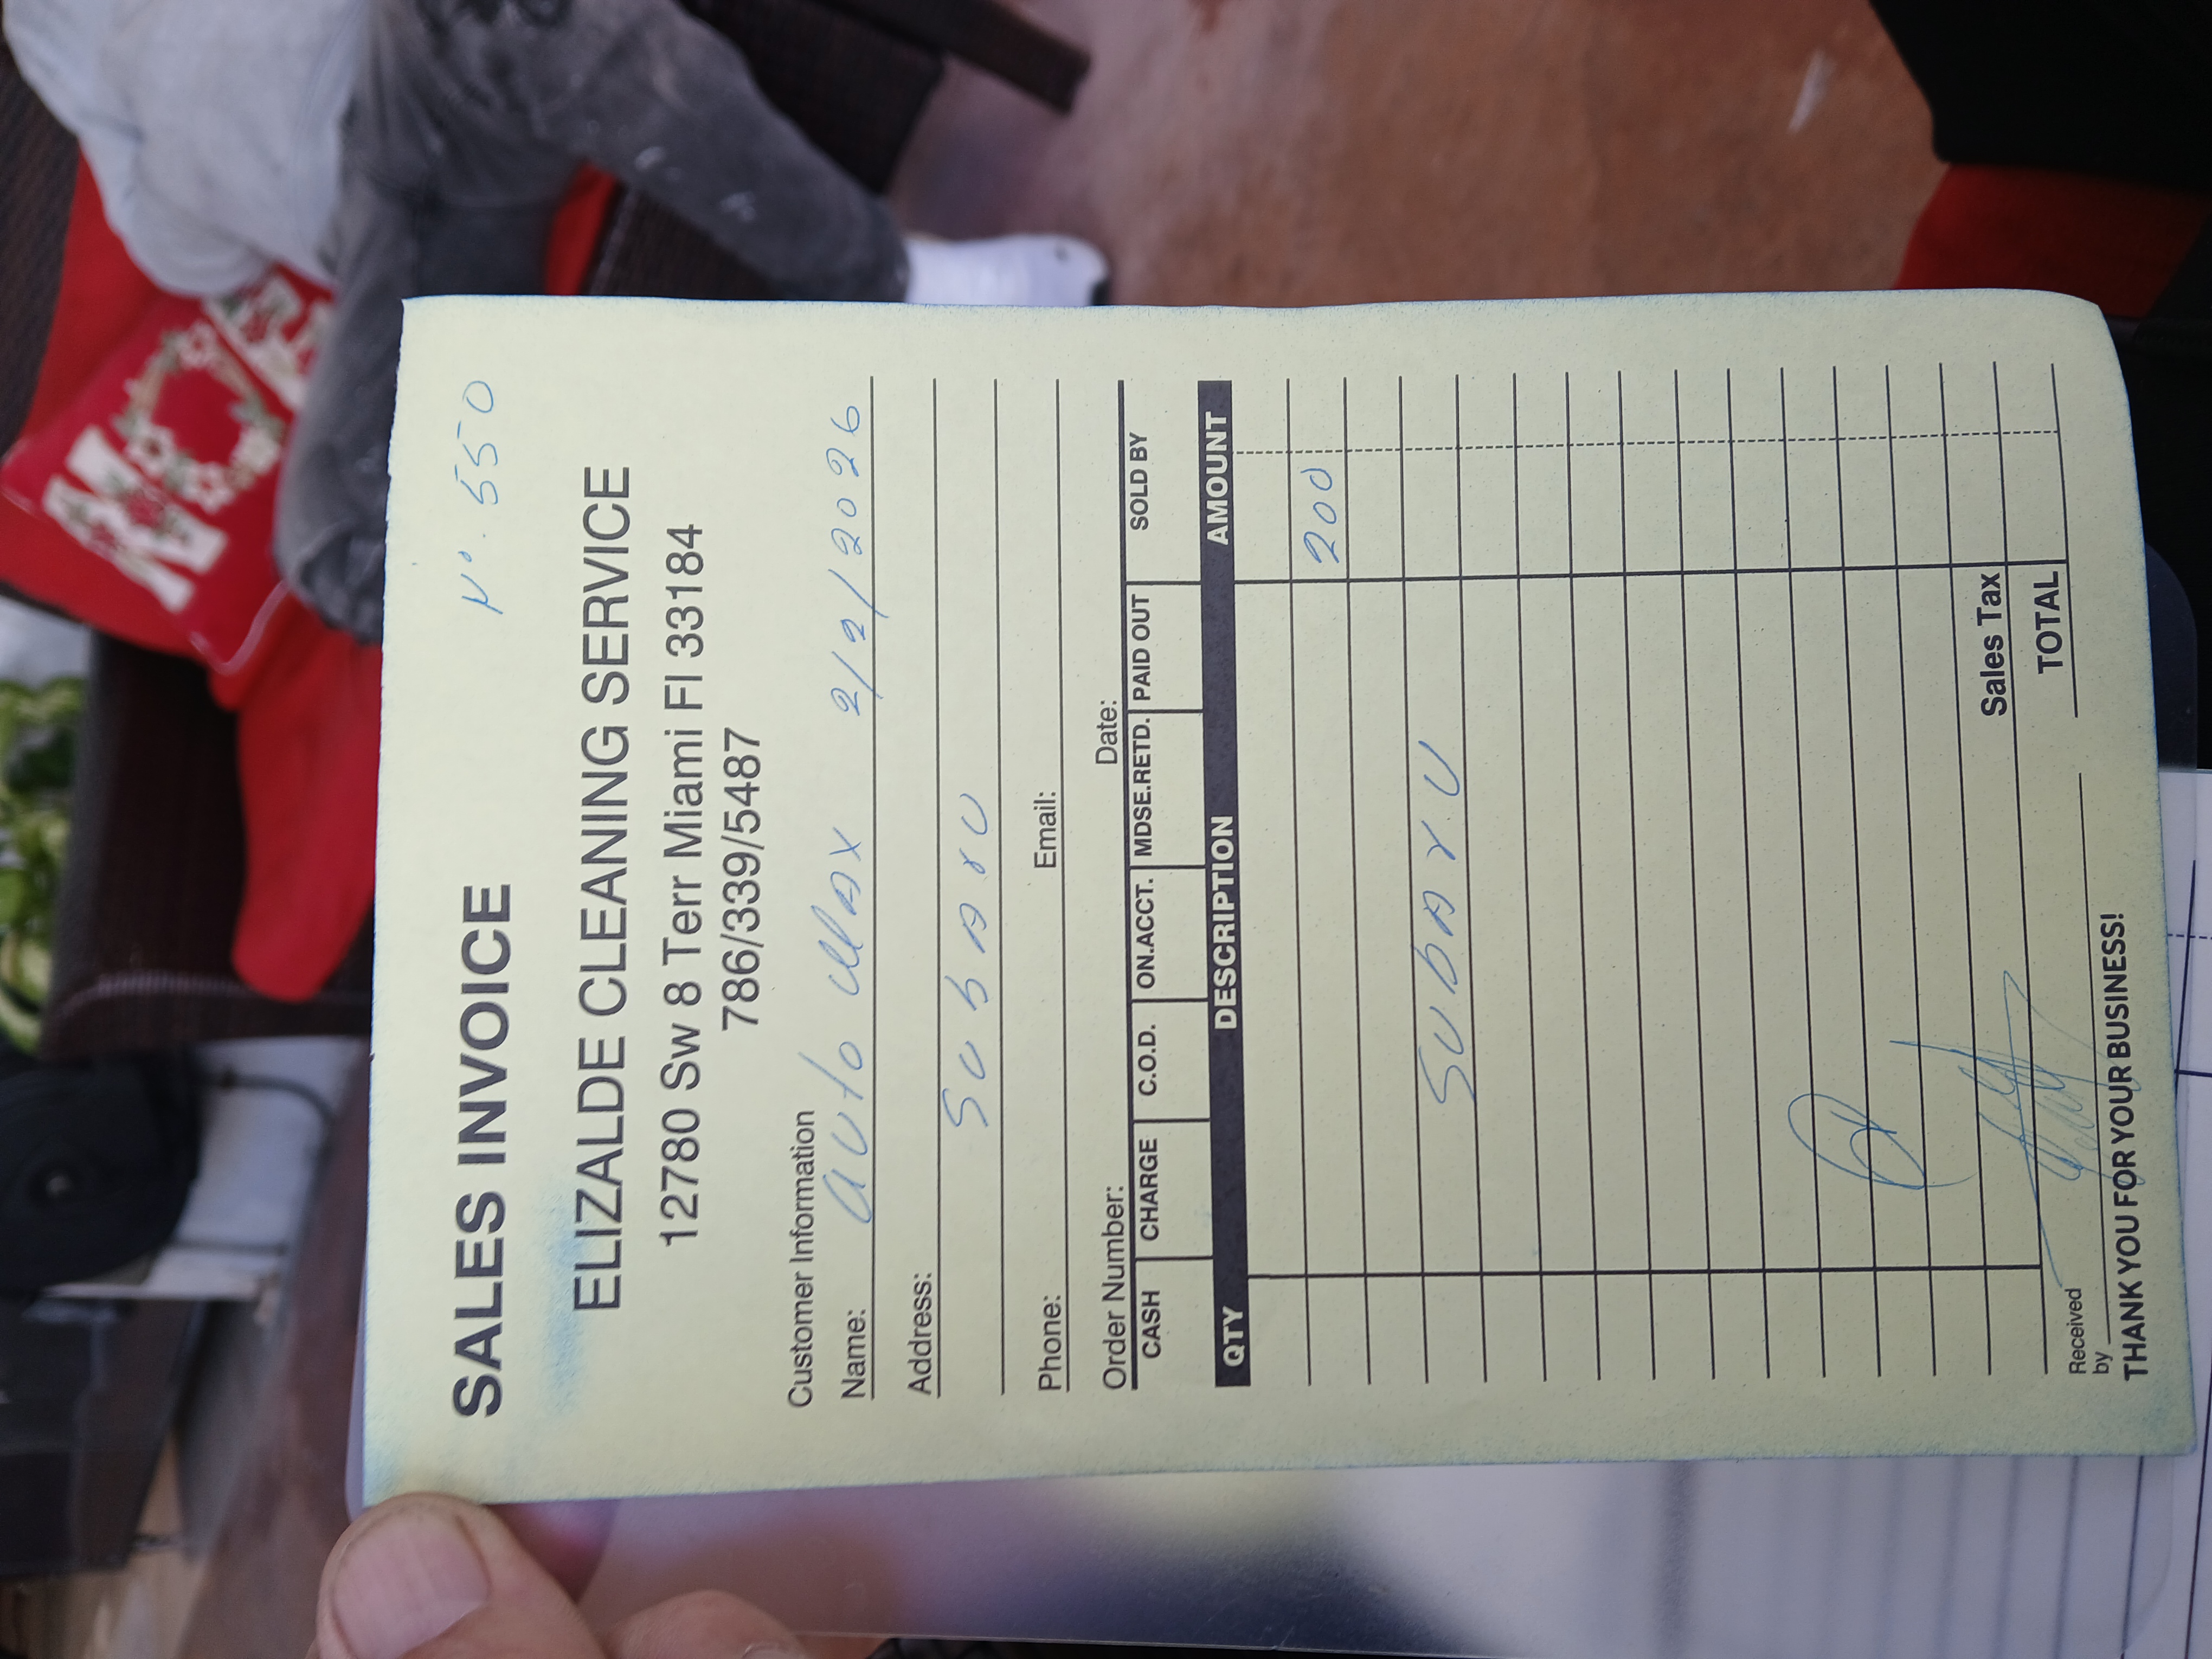 Nº. 550
SALES INVOICE
ELIZALDE CLEANING SERVICE
12780 Sw 8 Terr Miami Fl 33184
786/339/5487
Customer Information
Name: Auto Max 2/2/2026
Address: Subaru
Phone: Email:
Order Number: Date:
CASH CHARGE C.O.D. ON.ACCT. MDSE.RETD. PAID OUT SOLD BY
QTY DESCRIPTION AMOUNT
200
Subaru
Sales Tax
TOTAL
Received
by
THANK YOU FOR YOUR BUSINESS!